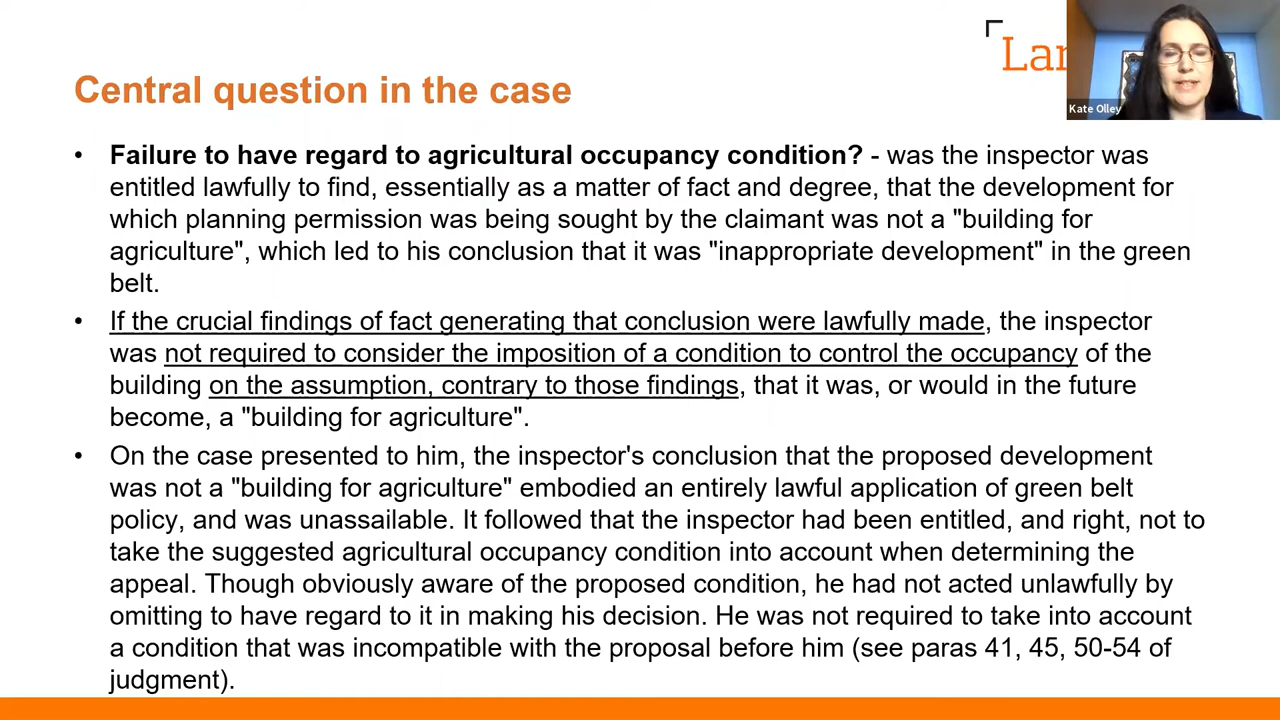 Lan
Kate Olley
Central question in the case
• Failure to have regard to agricultural occupancy condition? - was the inspector was
entitled lawfully to find, essentially as a matter of fact and degree, that the development for
which planning permission was being sought by the claimant was not a "building for
agriculture", which led to his conclusion that it was "inappropriate development" in the green
belt.
• If the crucial findings of fact generating that conclusion were lawfully made, the inspector
was not required to consider the imposition of a condition to control the occupancy of the
building on the assumption, contrary to those findings, that it was, or would in the future
become, a "building for agriculture".
• On the case presented to him, the inspector's conclusion that the proposed development
was not a "building for agriculture" embodied an entirely lawful application of green belt
policy, and was unassailable. It followed that the inspector had been entitled, and right, not to
take the suggested agricultural occupancy condition into account when determining the
appeal. Though obviously aware of the proposed condition, he had not acted unlawfully by
omitting to have regard to it in making his decision. He was not required to take into account
a condition that was incompatible with the proposal before him (see paras 41, 45, 50-54 of
judgment).